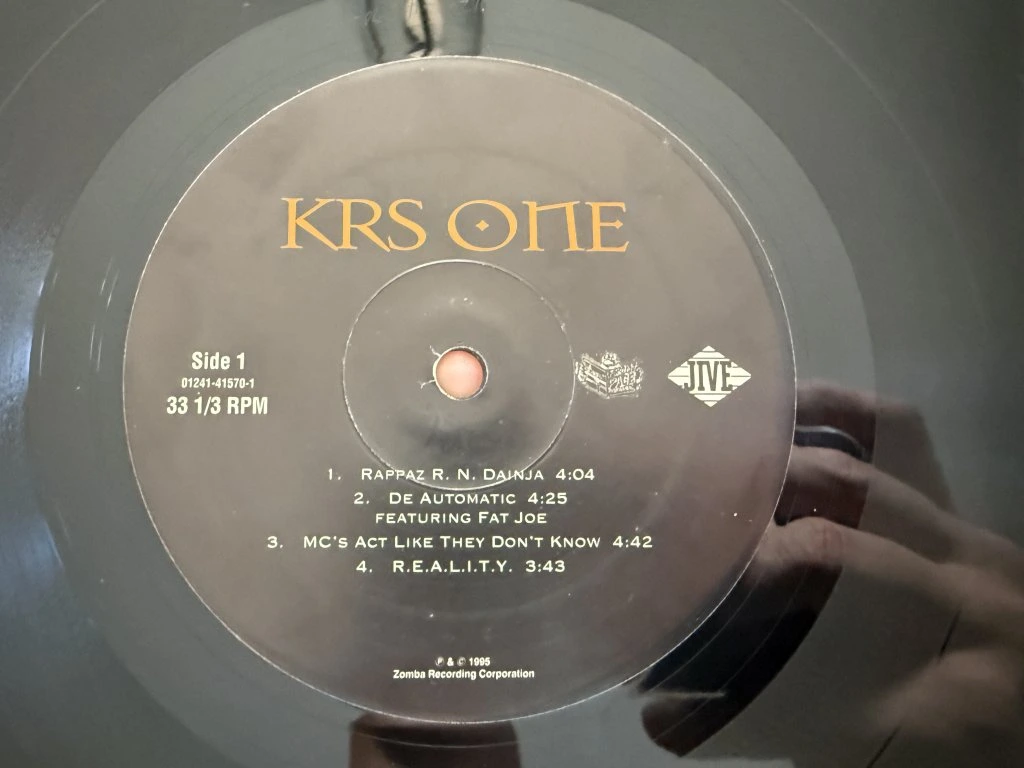 KRS ONE
Side 1
01241-41570-1
33 1/3 RPM
JIVE
1. RAPPAZ R. N. DAINJA 4:04
2. DE AUTOMATIC 4:25
FEATURING FAT JOE
3. MC'S ACT LIKE THEY DON'T KNOW 4:42
4. R.E.A.L.I.T.Y. 3:43
℗ & © 1995
Zomba Recording Corporation